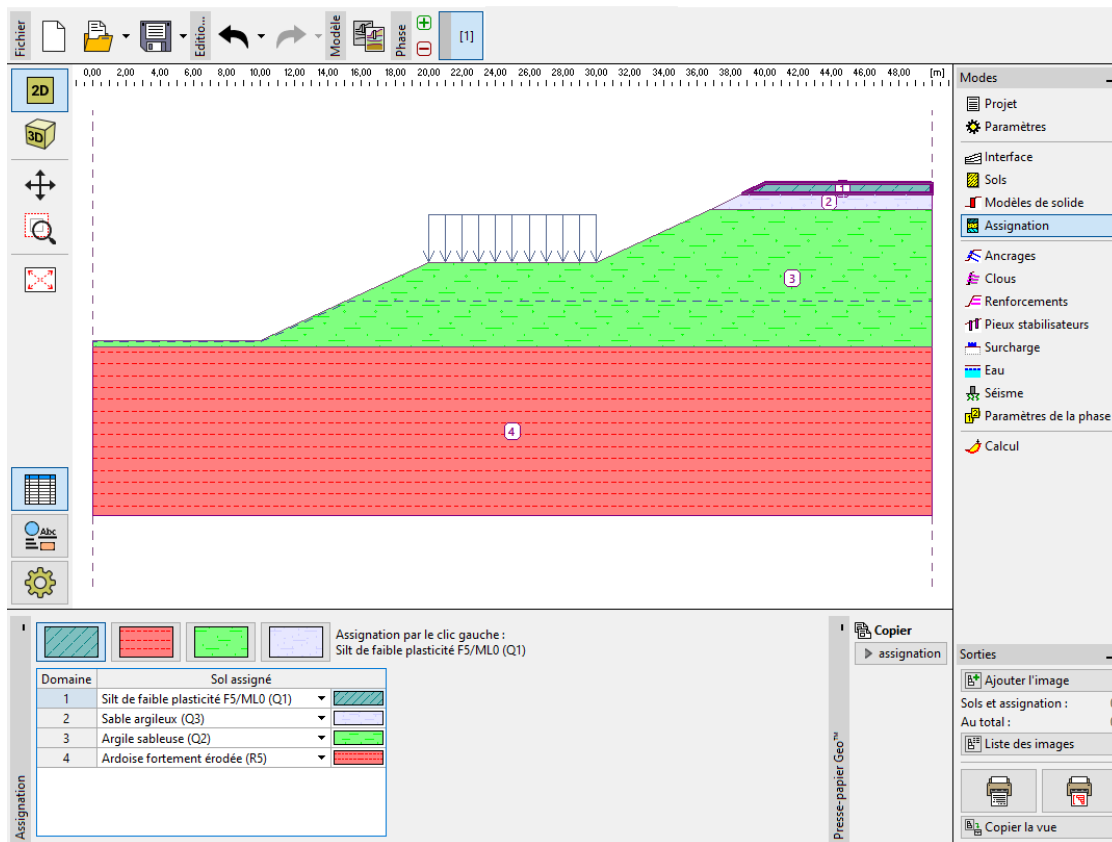 Fichier
Editio...
Modèle
Phase
[1]
2D
3D
Abc
0,00 2,00 4,00 6,00 8,00 10,00 12,00 14,00 16,00 18,00 20,00 22,00 24,00 26,00 28,00 30,00 32,00 34,00 36,00 38,00 40,00 42,00 44,00 46,00 48,00 [m]
1
2
3
4
Modes
Projet
Paramètres
Interface
Sols
Modèles de solide
Assignation
Ancrages
Clous
Renforcements
Pieux stabilisateurs
Surcharge
Eau
Séisme
Paramètres de la phase
Calcul
Assignation
Assignation par le clic gauche :
Silt de faible plasticité F5/ML0 (Q1)
Domaine Sol assigné
1 Silt de faible plasticité F5/ML0 (Q1)
2 Sable argileux (Q3)
3 Argile sableuse (Q2)
4 Ardoise fortement érodée (R5)
Presse-papier Geo™
Copier
assignation
Sorties
Ajouter l'image
Sols et assignation :
Au total :
Liste des images
Copier la vue